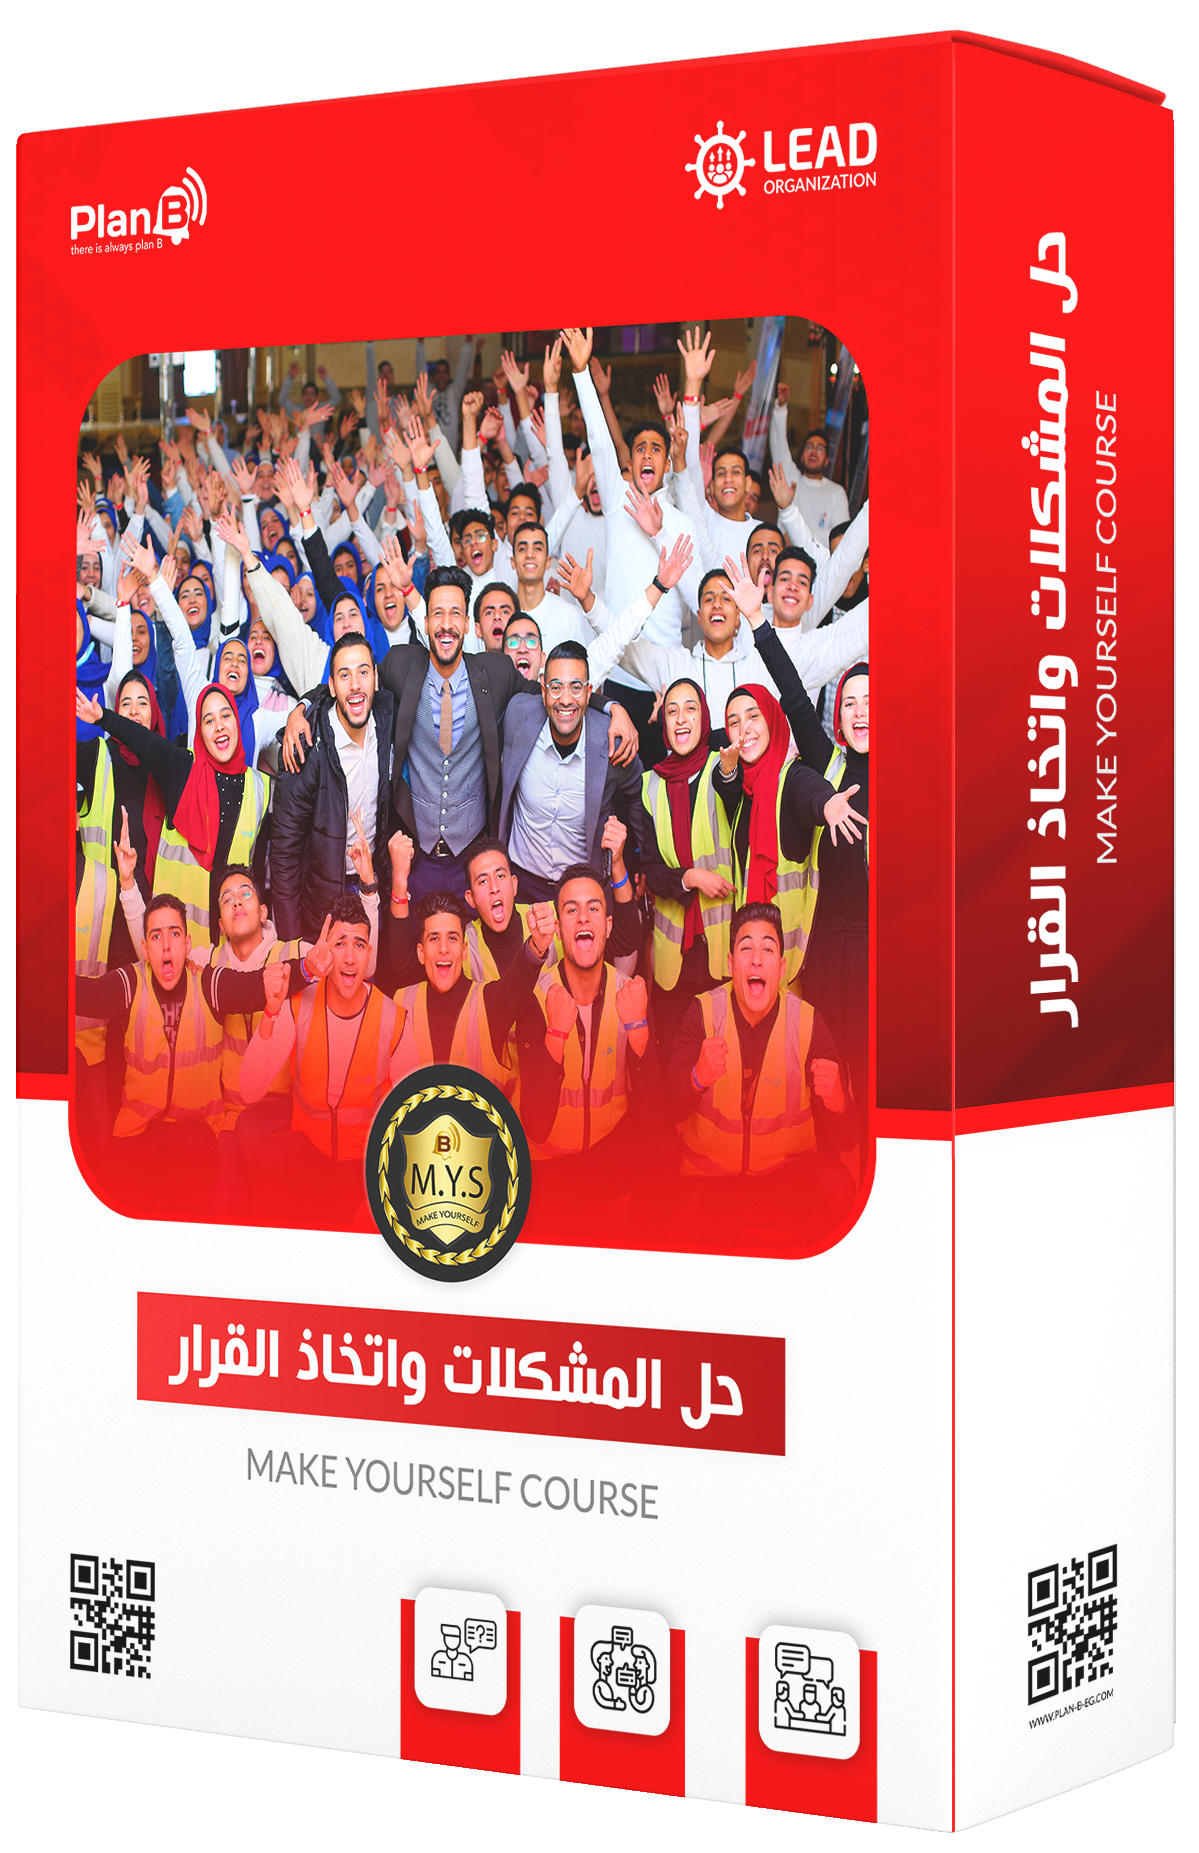 Plan B
there is always plan B
LEAD
ORGANIZATION
B
M.Y.S
MAKE YOURSELF
حل المشكلات واتخاذ القرار
MAKE YOURSELF COURSE
حل المشكلات واتخاذ القرار
MAKE YOURSELF COURSE
WWW.PLAN-B-EG.COM